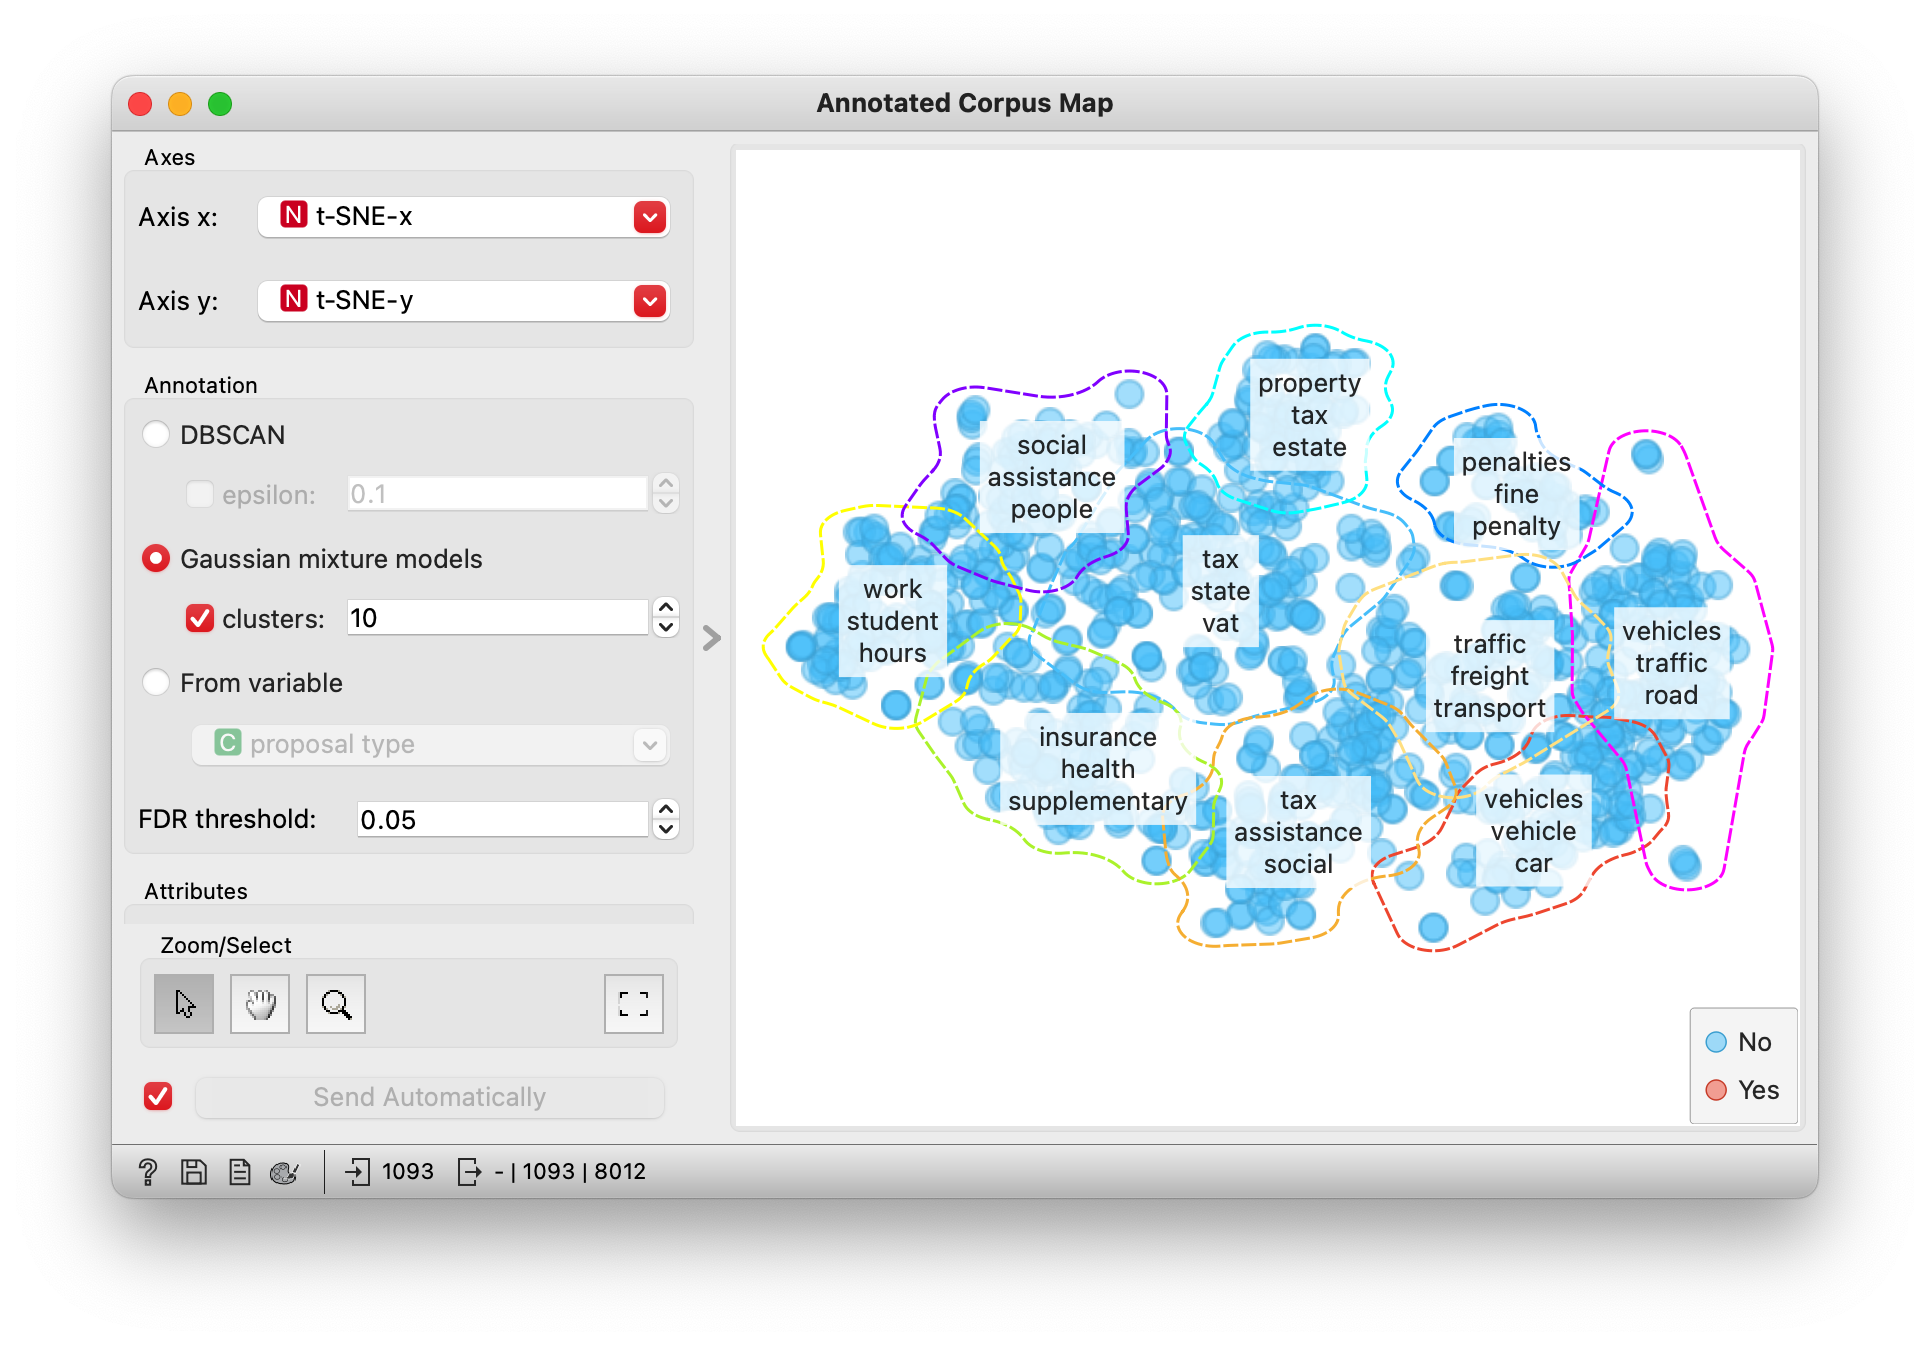 Annotated Corpus Map
Axes
Axis x:
N t-SNE-x
Axis y:
N t-SNE-y
Annotation
DBSCAN
epsilon:
0.1
Gaussian mixture models
clusters:
10
From variable
C proposal type
FDR threshold:
0.05
Attributes
Zoom/Select
Send Automatically
? 1093 - | 1093 | 8012
property
tax
estate
social
assistance
people
penalties
fine
penalty
tax
state
vat
work
student
hours
traffic
freight
transport
vehicles
traffic
road
insurance
health
supplementary
tax
assistance
social
vehicles
vehicle
car
No
Yes